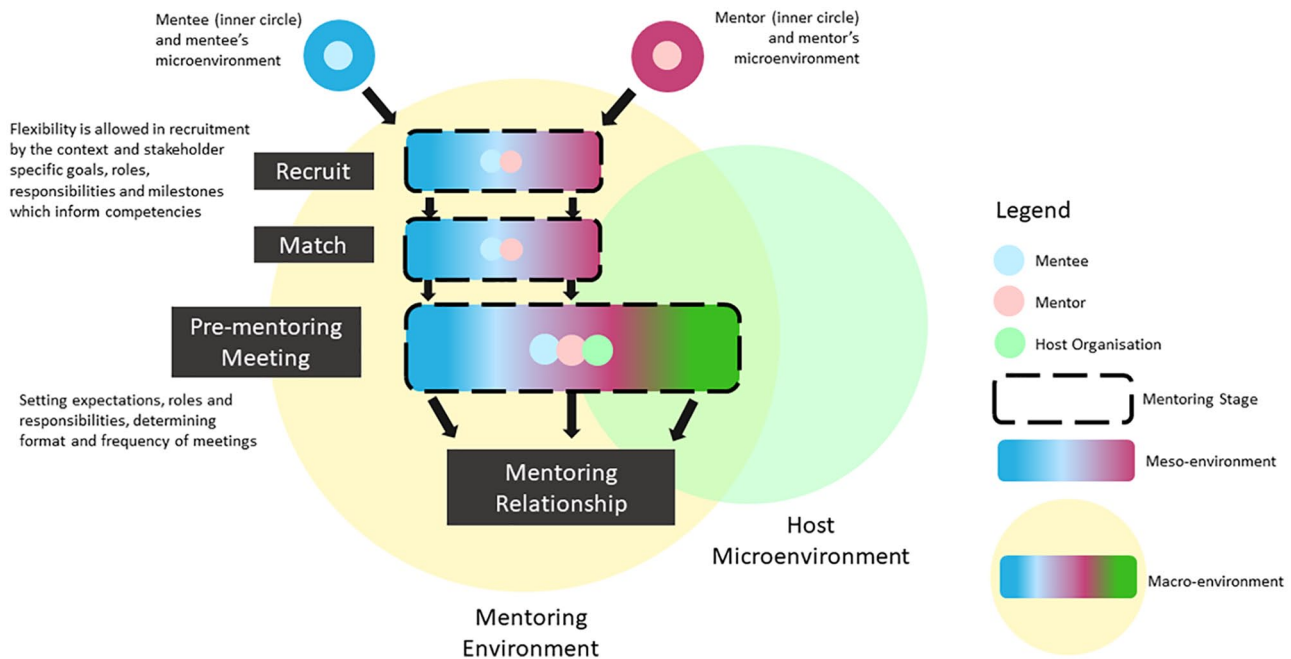 Mentee (inner circle)
and mentee's
microenvironment
Mentor (inner circle)
and mentor's
microenvironment
Flexibility is allowed in recruitment
by the context and stakeholder
specific goals, roles,
responsibilities and milestones
which inform competencies
Recruit
Match
Pre-mentoring
Meeting
Setting expectations, roles and
responsibilities, determining
format and frequency of meetings
Mentoring
Relationship
Host
Microenvironment
Mentoring
Environment
Legend
Mentee
Mentor
Host Organisation
Mentoring Stage
Meso-environment
Macro-environment